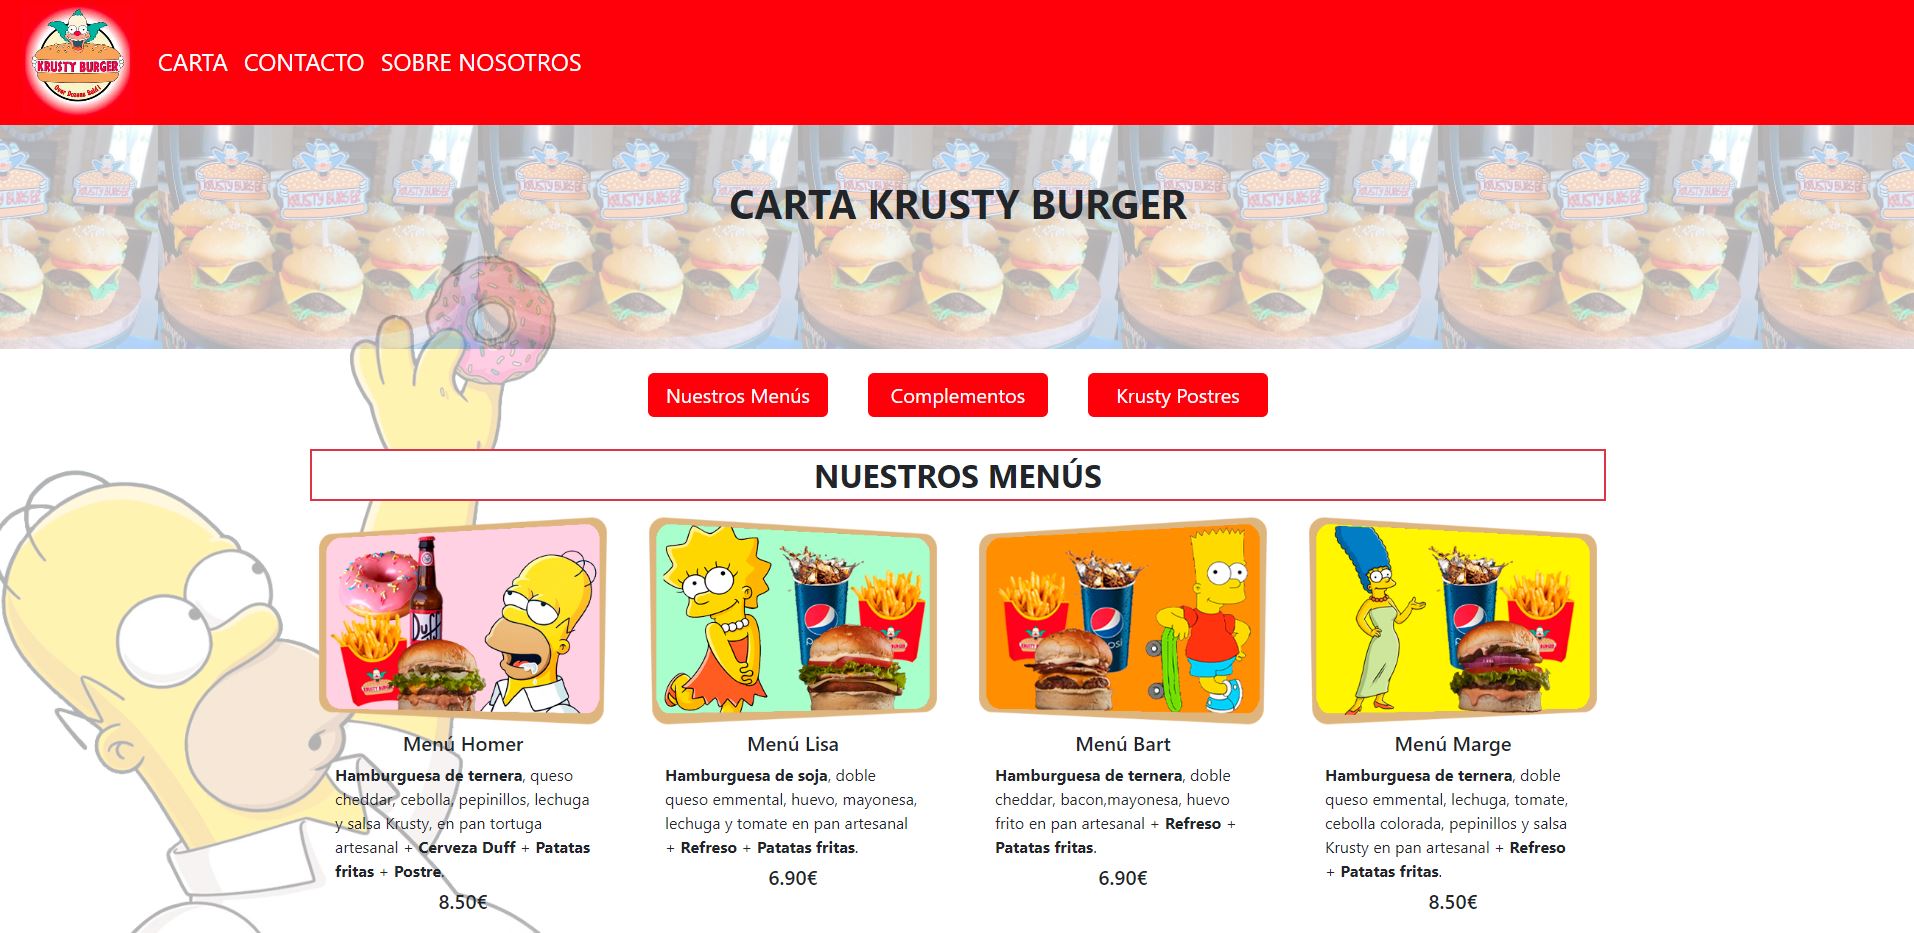 KRUSTY BURGER
Over Dozens Sold!
CARTA CONTACTO SOBRE NOSOTROS
CARTA KRUSTY BURGER
Nuestros Menús Complementos Krusty Postres
NUESTROS MENÚS
Duff
Menú Homer
Hamburguesa de ternera, queso
cheddar, cebolla, pepinillos, lechuga
y salsa Krusty, en pan tortuga
artesanal + Cerveza Duff + Patatas
fritas + Postre.
8.50€
Menú Lisa
Hamburguesa de soja, doble
queso emmental, huevo, mayonesa,
lechuga y tomate en pan artesanal
+ Refreso + Patatas fritas.
6.90€
Menú Bart
Hamburguesa de ternera, doble
cheddar, bacon,mayonesa, huevo
frito en pan artesanal + Refreso +
Patatas fritas.
6.90€
Menú Marge
Hamburguesa de ternera, doble
queso emmental, lechuga, tomate,
cebolla colorada, pepinillos y salsa
Krusty en pan artesanal + Refreso
+ Patatas fritas.
8.50€